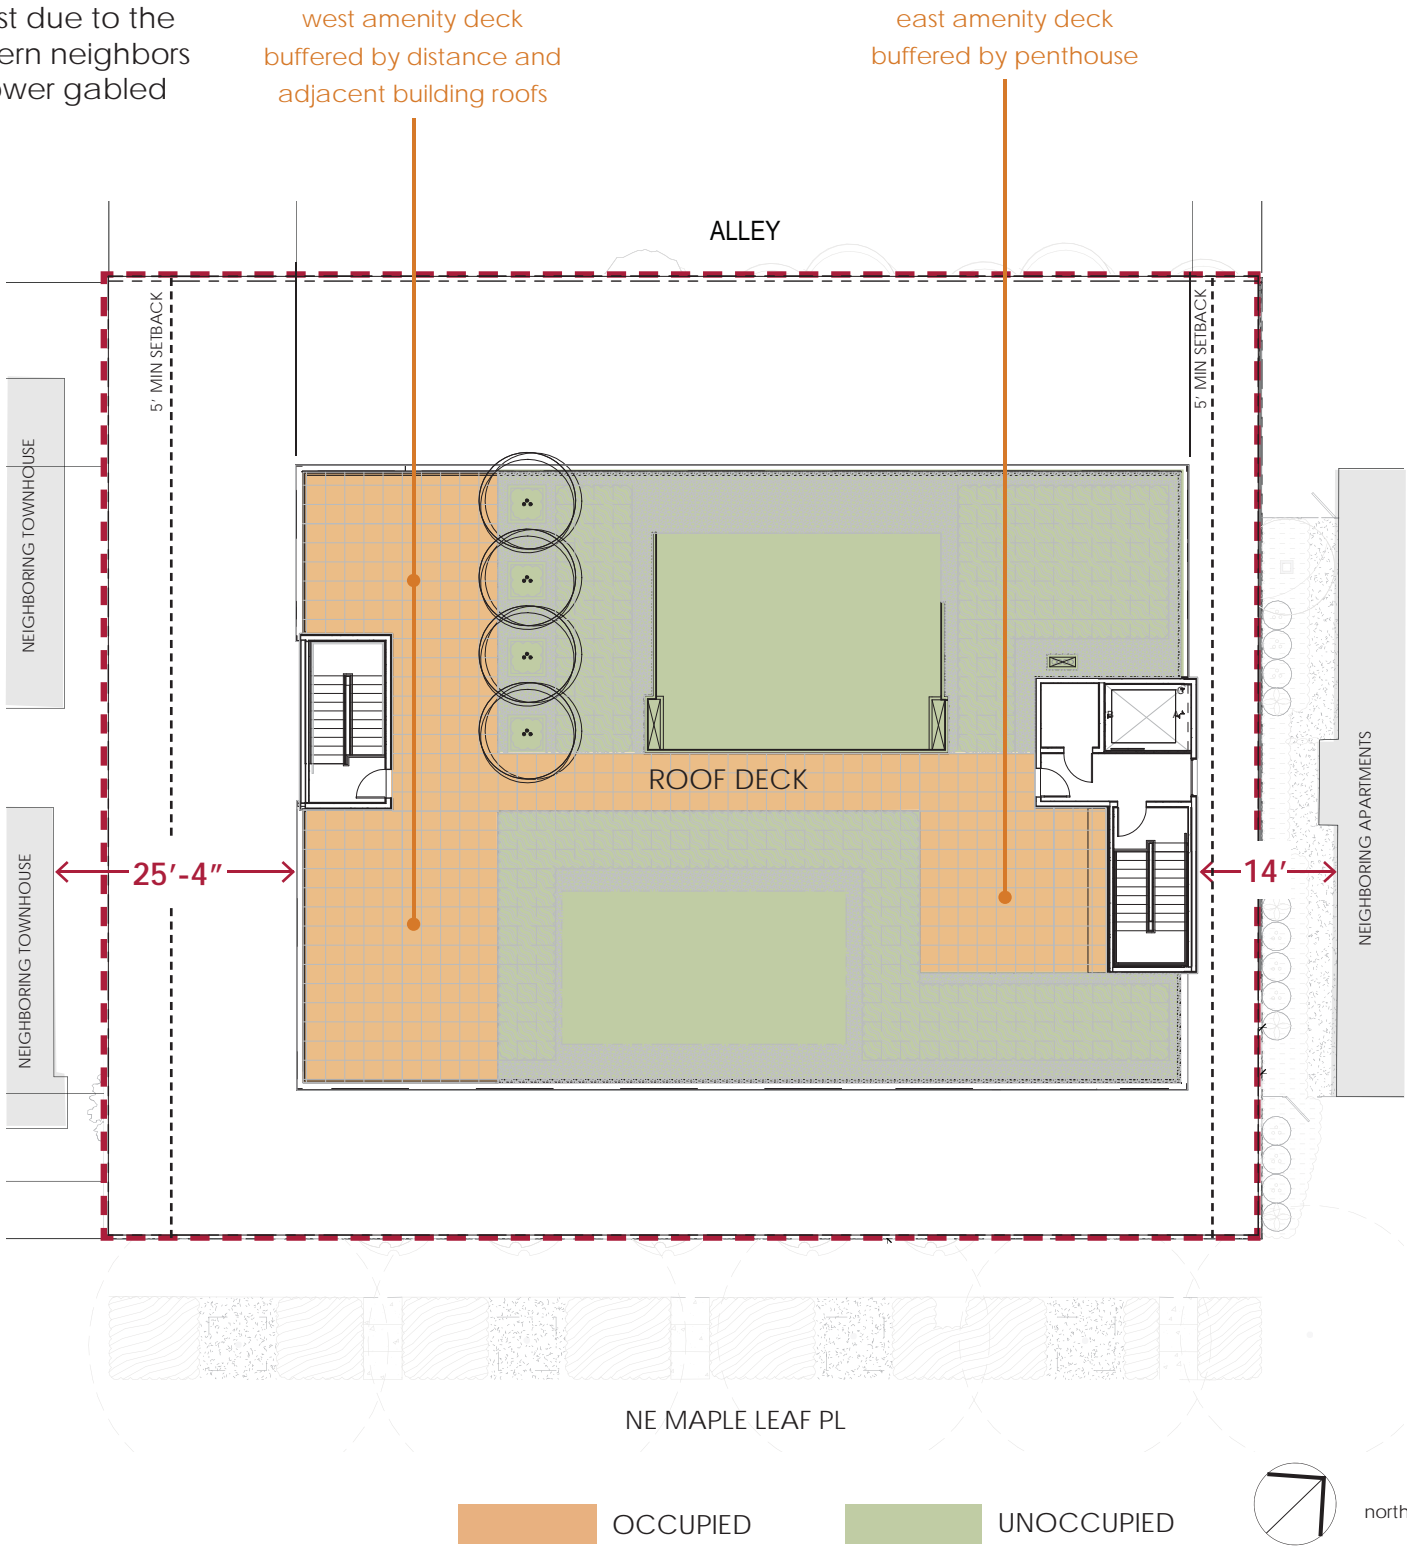 st due to the
ern neighbors
ower gabled
west amenity deck
buffered by distance and
adjacent building roofs
east amenity deck
buffered by penthouse
ALLEY
5' MIN SETBACK
5' MIN SETBACK
NEIGHBORING TOWNHOUSE
NEIGHBORING TOWNHOUSE
ROOF DECK
25'-4"
14'
NEIGHBORING APARTMENTS
NE MAPLE LEAF PL
OCCUPIED
UNOCCUPIED
north